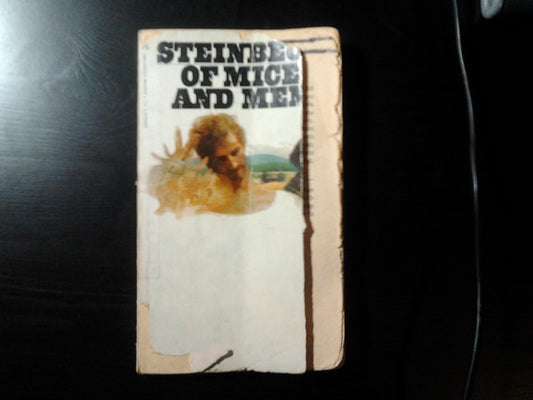 STEINBEC
OF MICE
AND MEN